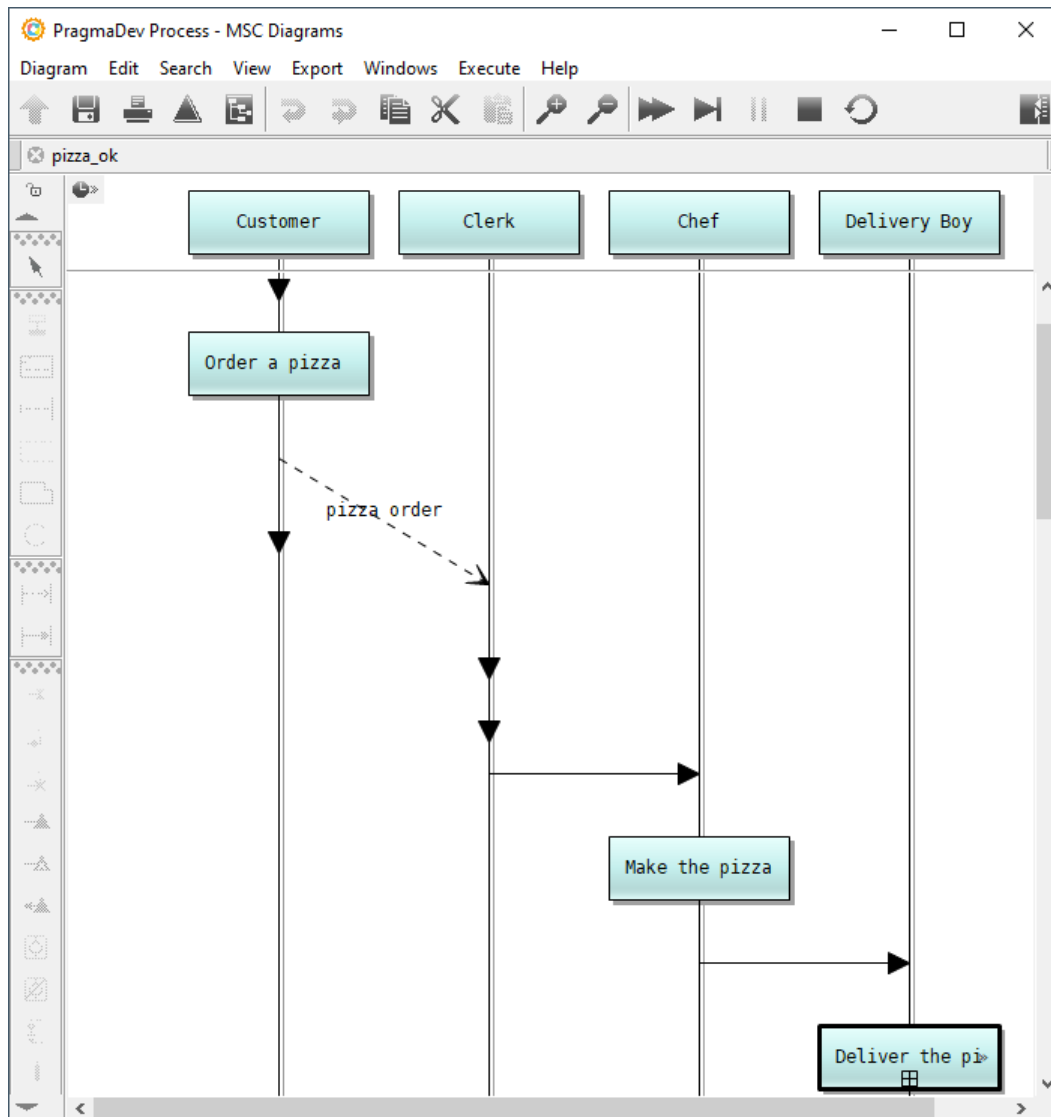 PragmaDev Process - MSC Diagrams
Diagram Edit Search View Export Windows Execute Help
pizza_ok
Customer Clerk Chef Delivery Boy
Order a pizza
pizza order
Make the pizza
Deliver the pi»